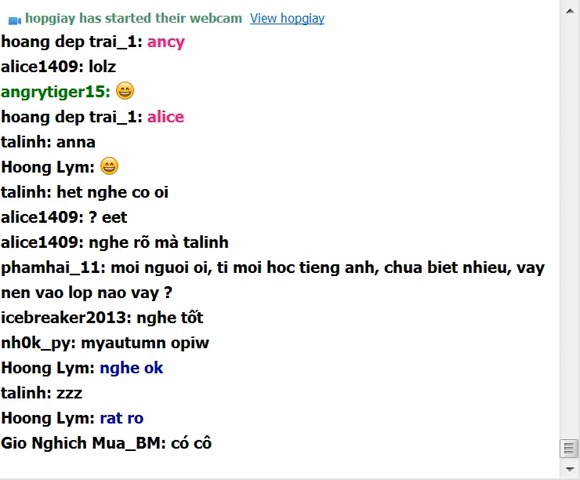 hopgiay has started their webcam View hopgiay
hoang dep trai_1: ancy
alice1409: lolz
angrytiger15: 😄
hoang dep trai_1: alice
talinh: anna
Hoong Lym: 😄
talinh: het nghe co oi
alice1409: ? eet
alice1409: nghe rõ mà talinh
phamhai_11: moi nguoi oi, ti moi hoc tieng anh, chua biet nhieu, vay
nen vao lop nao vay ?
icebreaker2013: nghe tốt
nh0k_py: myautumn opiw
Hoong Lym: nghe ok
talinh: zzz
Hoong Lym: rat ro
Gio Nghich Mua_BM: có cô